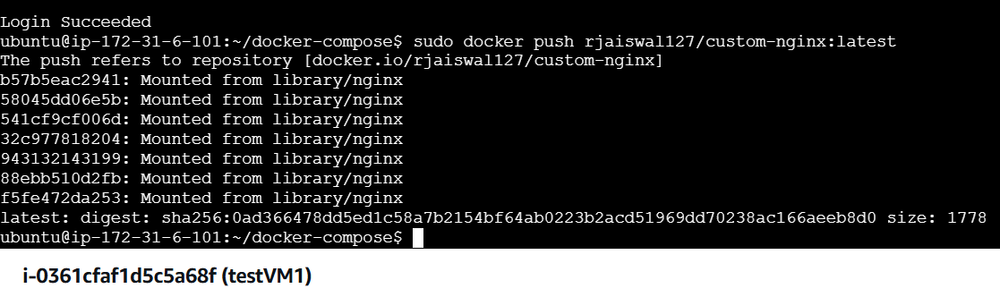 Login Succeeded
ubuntu@ip-172-31-6-101:~/docker-compose$ sudo docker push rjaiswal127/custom-nginx:latest
The push refers to repository [docker.io/rjaiswal127/custom-nginx]
b57b5eac2941: Mounted from library/nginx
58045dd06e5b: Mounted from library/nginx
541cf9cf006d: Mounted from library/nginx
32c977818204: Mounted from library/nginx
943132143199: Mounted from library/nginx
88ebb510d2fb: Mounted from library/nginx
f5fe472da253: Mounted from library/nginx
latest: digest: sha256:0ad366478dd5ed1c58a7b2154bf64ab0223b2acd51969dd70238ac166aeeb8d0 size: 1778
ubuntu@ip-172-31-6-101:~/docker-compose$
i-0361cfaf1d5c5a68f (testVM1)